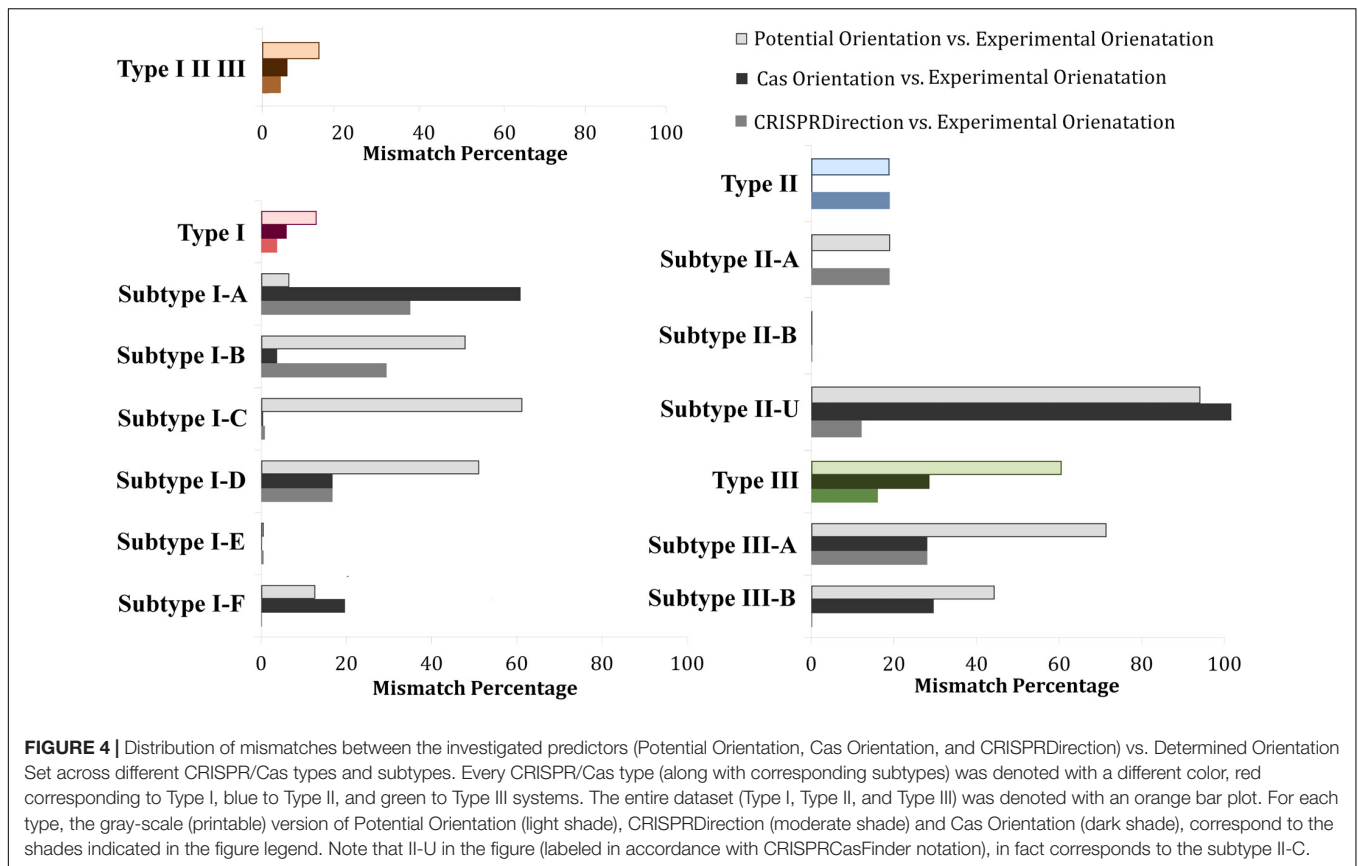 Type I II III
0 20 40 60 80 100
Mismatch Percentage
Potential Orientation vs. Experimental Orienatation
Cas Orientation vs. Experimental Orienatation
CRISPRDirection vs. Experimental Orienatation
Type I
Subtype I-A
Subtype I-B
Subtype I-C
Subtype I-D
Subtype I-E
Subtype I-F
0 20 40 60 80 100
Mismatch Percentage
Type II
Subtype II-A
Subtype II-B
Subtype II-U
Type III
Subtype III-A
Subtype III-B
0 20 40 60 80 100
Mismatch Percentage
FIGURE 4 | Distribution of mismatches between the investigated predictors (Potential Orientation, Cas Orientation, and CRISPRDirection) vs. Determined Orientation
Set across different CRISPR/Cas types and subtypes. Every CRISPR/Cas type (along with corresponding subtypes) was denoted with a different color, red
corresponding to Type I, blue to Type II, and green to Type III systems. The entire dataset (Type I, Type II, and Type III) was denoted with an orange bar plot. For each
type, the gray-scale (printable) version of Potential Orientation (light shade), CRISPRDirection (moderate shade) and Cas Orientation (dark shade), correspond to the
shades indicated in the figure legend. Note that II-U in the figure (labeled in accordance with CRISPRCasFinder notation), in fact corresponds to the subtype II-C.